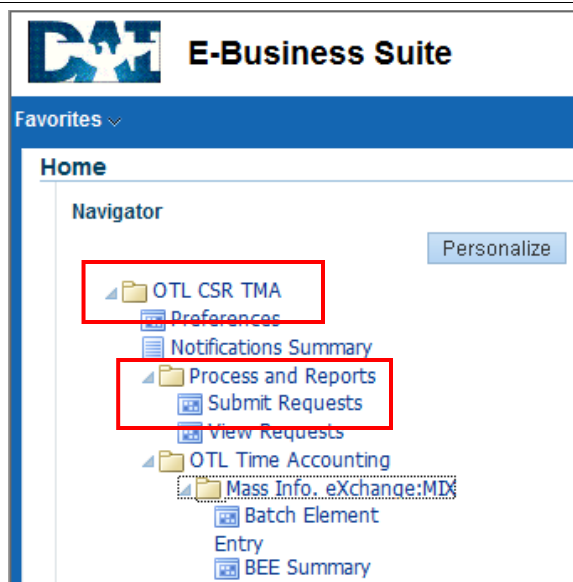 DAI E-Business Suite
Favorites
Home
Navigator
Personalize
OTL CSR TMA
Preferences
Notifications Summary
Process and Reports
Submit Requests
View Requests
OTL Time Accounting
Mass Info. eXchange:MIX
Batch Element
Entry
BEE Summary